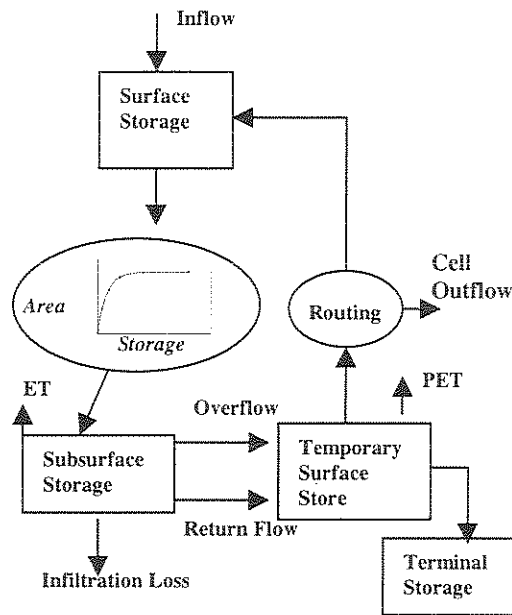 Inflow
Surface
Storage
Area
Storage
Routing
Cell
Outflow
ET
PET
Overflow
Subsurface
Storage
Temporary
Surface
Store
Return Flow
Infiltration Loss
Terminal
Storage